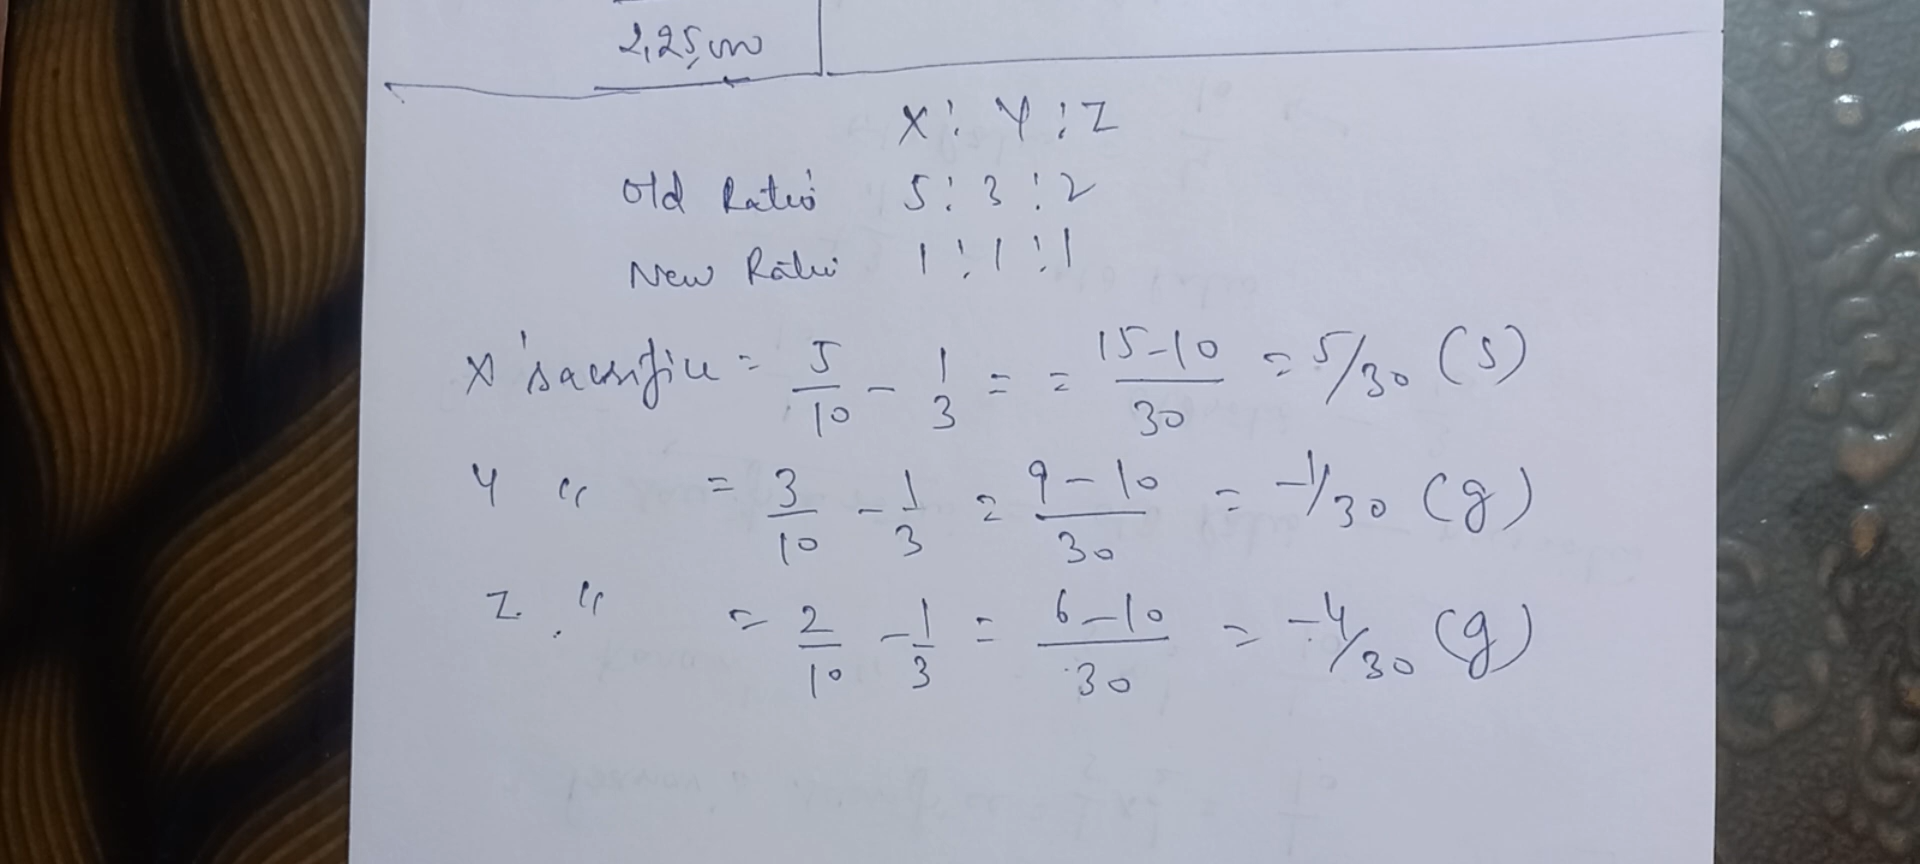 2,25,000
X : Y : Z
Old Ratio 5 : 3 : 2
New Ratio 1 : 1 : 1
X's sacrifice = 5/10 - 1/3 = = 15-10/30 = 5/30 (S)
Y " = 3/10 - 1/3 = 9-10/30 = -1/30 (g)
Z " = 2/10 - 1/3 = 6-10/30 = -4/30 (g)